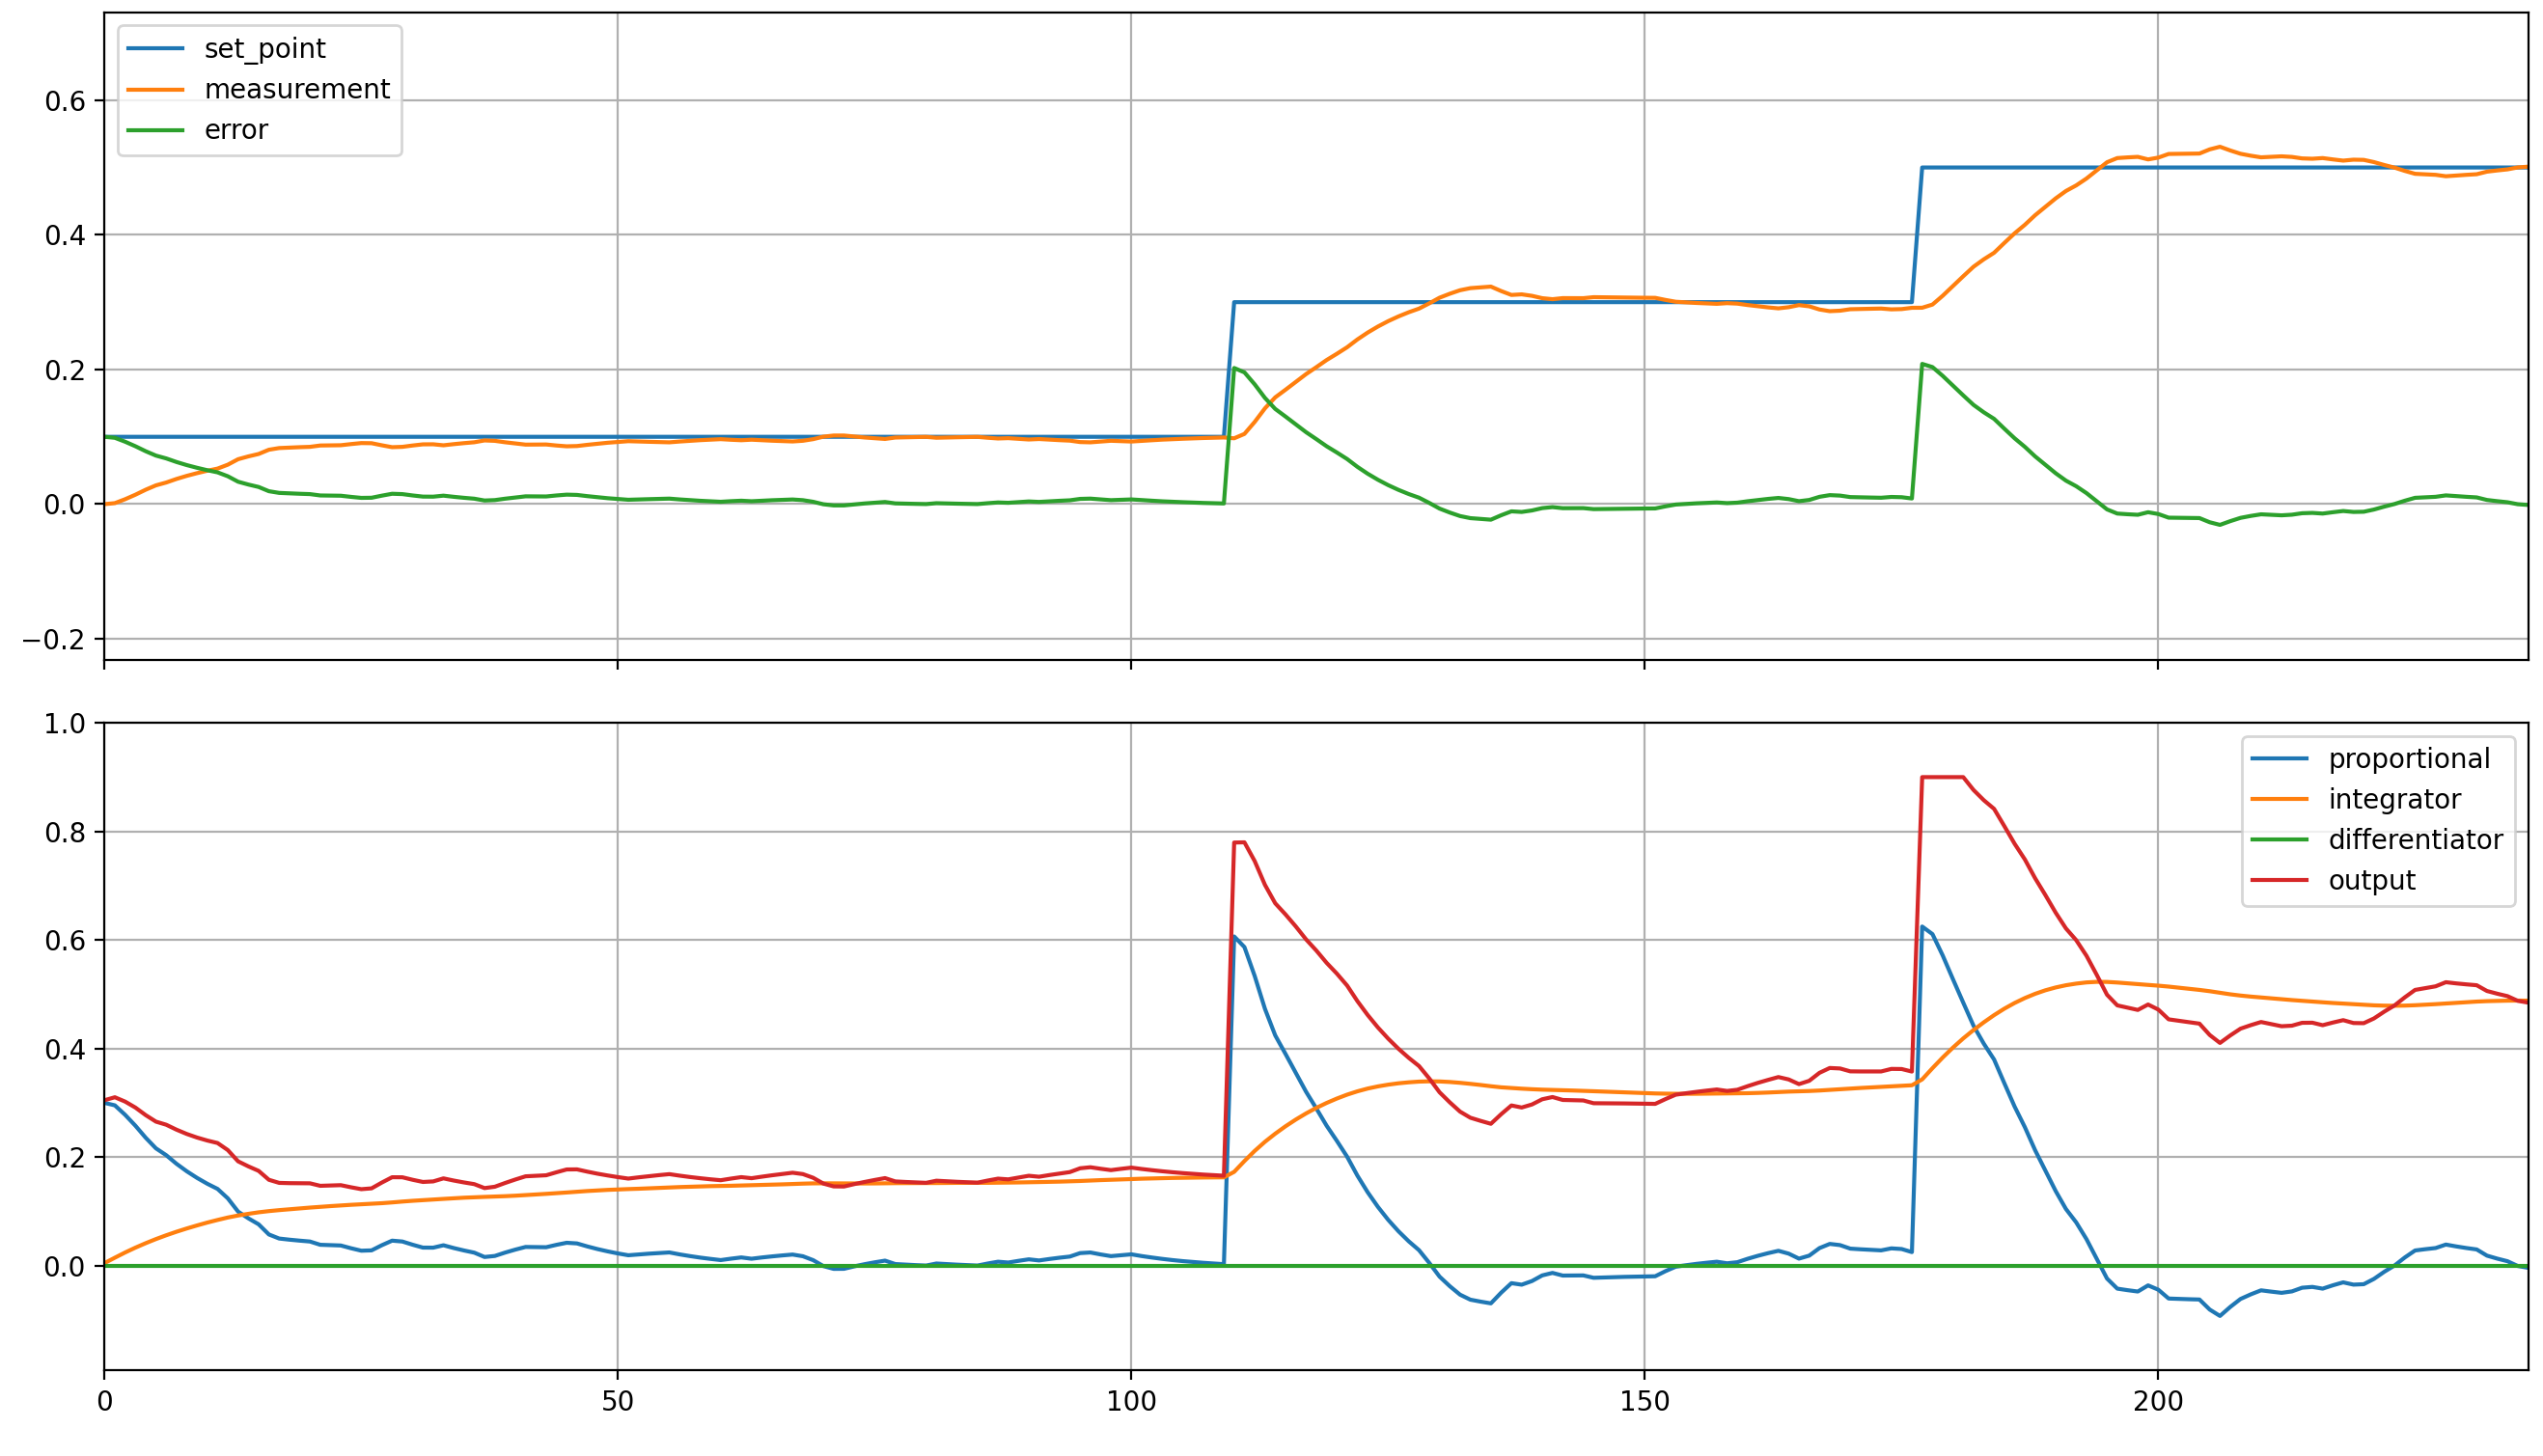 set_point
measurement
error
0.6
0.4
0.2
0.0
−0.2
1.0
0.8
0.6
0.4
0.2
0.0
proportional
integrator
differentiator
output
0 50 100 150 200